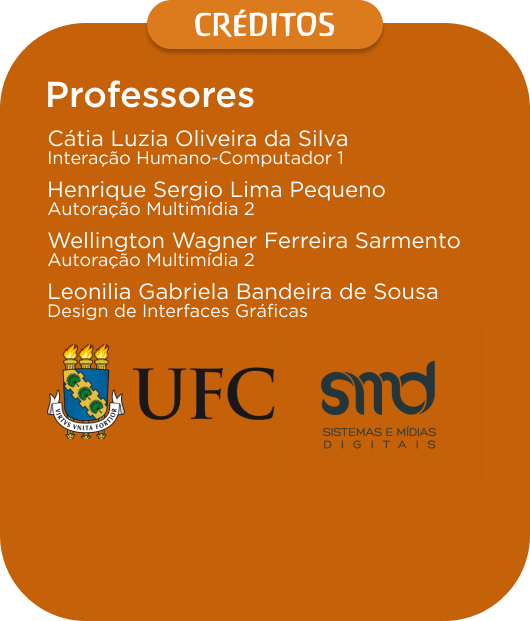 CRÉDITOS
Professores
Cátia Luzia Oliveira da Silva
Interação Humano-Computador 1
Henrique Sergio Lima Pequeno
Autoração Multimídia 2
Wellington Wagner Ferreira Sarmento
Autoração Multimídia 2
Leonilia Gabriela Bandeira de Sousa
Design de Interfaces Gráficas
VIRTVS VNITA FORTIOR
UFC
smd
SISTEMAS E MÍDIAS
DIGITAIS